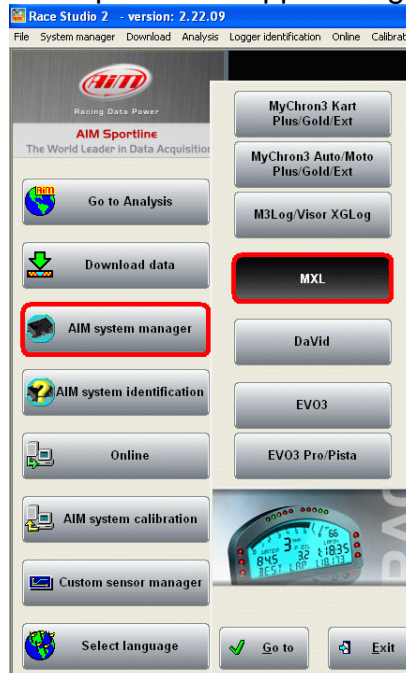 Race Studio 2 - version: 2.22.09
File System manager Download Analysis Logger identification Online Calibrat
AiM
Racing Data Power
AIM Sportline
The World Leader in Data Acquisition
Go to Analysis
Download data
AIM system manager
AIM system identification
Online
AIM system calibration
Custom sensor manager
Select language
MyChron3 Kart
Plus/Gold/Ext
MyChron3 Auto/Moto
Plus/Gold/Ext
M3Log/Visor XGLog
MXL
DaVid
EVO3
EVO3 Pro/Pista
BEST LAP
Go to
Exit